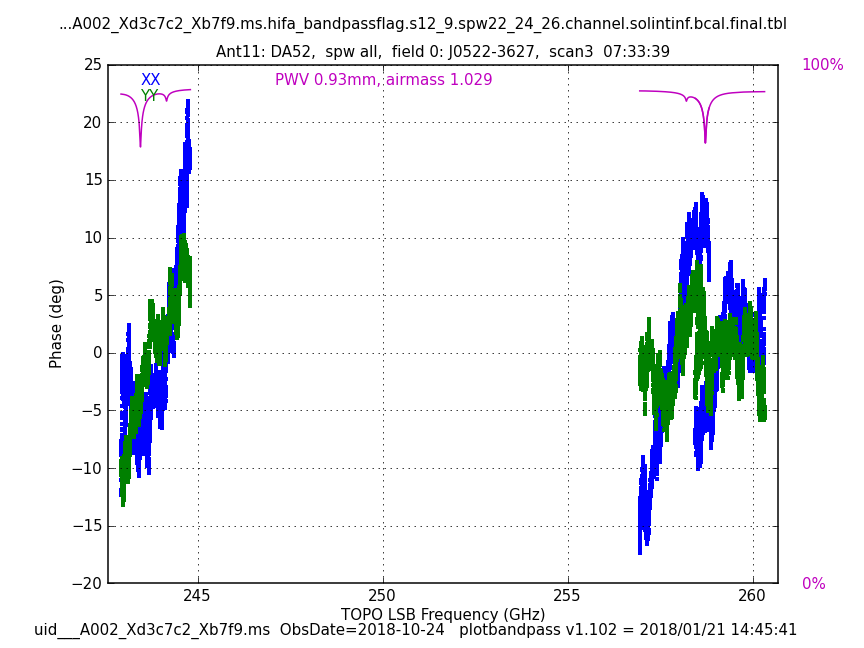 ...A002_Xd3c7c2_Xb7f9.ms.hifa_bandpassflag.s12_9.spw22_24_26.channel.solintinf.bcal.final.tbl
Ant11: DA52,  spw all,  field 0: J0522-3627,  scan3  07:33:39
25
20
15
10
5
0
−5
−10
−15
−20
Phase (deg)
XX
YY
PWV 0.93mm, airmass 1.029
100%
0%
245
250
255
260
TOPO LSB Frequency (GHz)
uid___A002_Xd3c7c2_Xb7f9.ms  ObsDate=2018-10-24   plotbandpass v1.102 = 2018/01/21 14:45:41